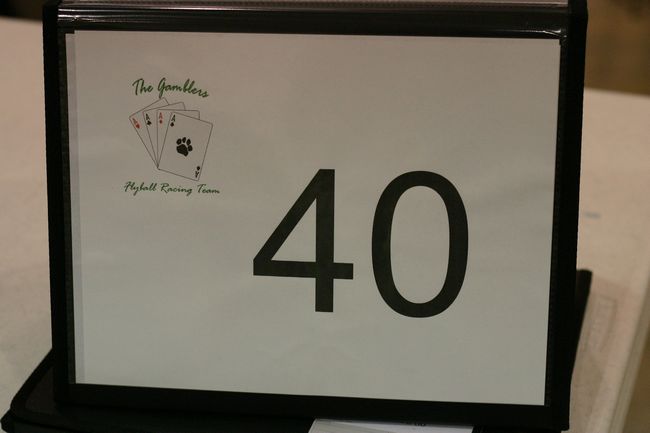 The Gamblers
A A A A
A
Flyball Racing Team
40